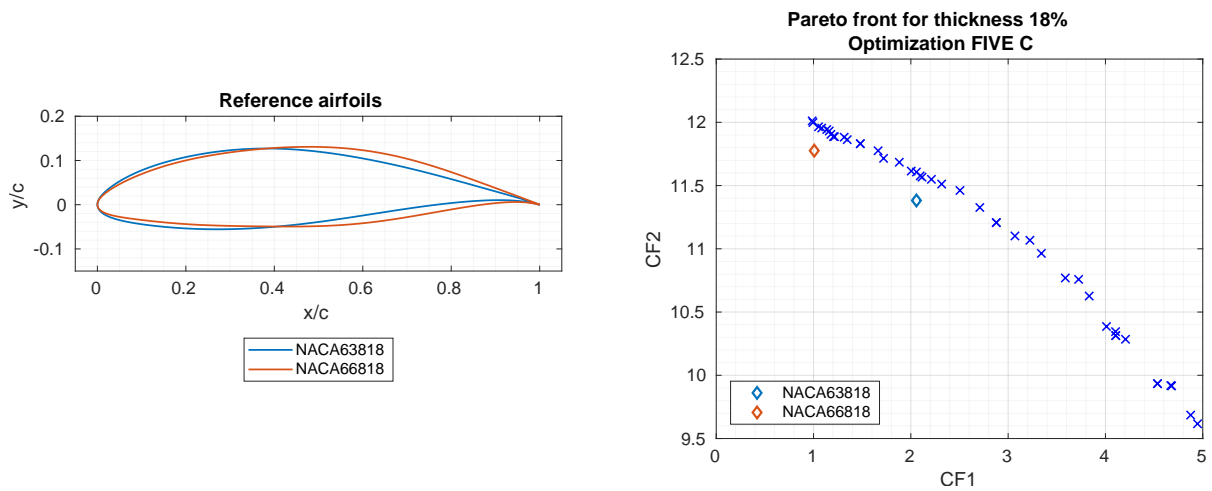 Reference airfoils
0.2
0.1
0
-0.1
y/c
0
0.2
0.4
0.6
0.8
1
x/c
NACA63818
NACA66818
Pareto front for thickness 18%
Optimization FIVE C
12.5
12
11.5
11
10.5
10
9.5
CF2
0
1
2
3
4
5
CF1
NACA63818
NACA66818